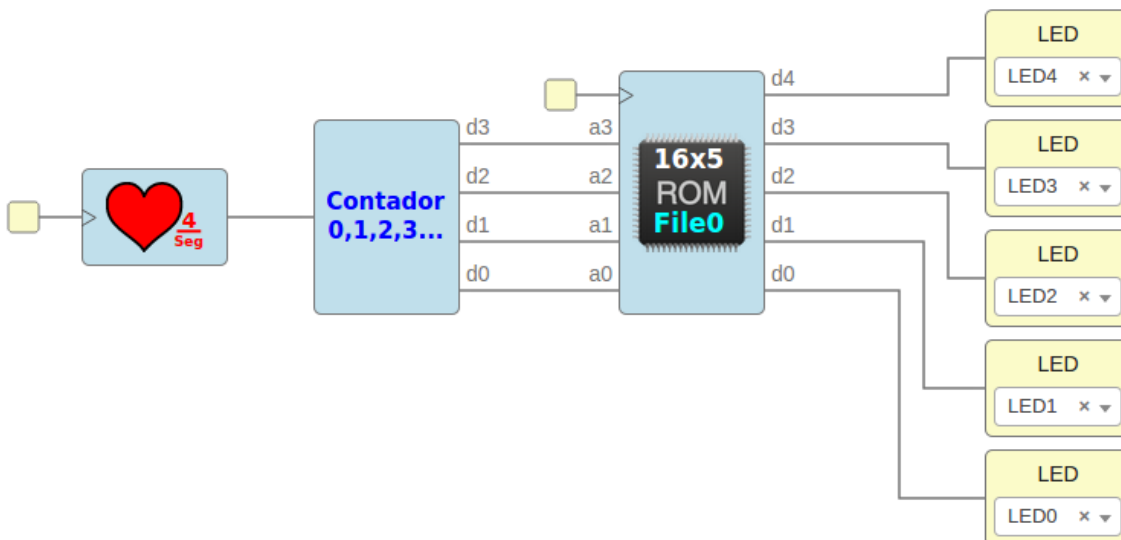 4
Seg
Contador
0,1,2,3...
d3
d2
d1
d0
a3
a2
a1
a0
16x5
ROM
File0
d4
d3
d2
d1
d0
LED
LED4 ×
LED
LED3 ×
LED
LED2 ×
LED
LED1 ×
LED
LED0 ×